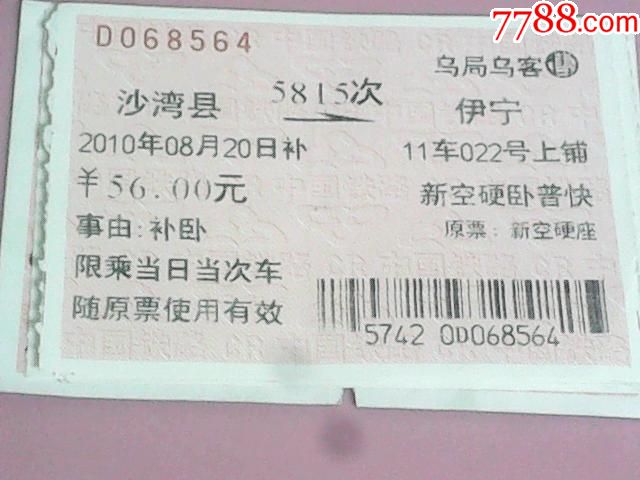 7788.com
D068564
乌局乌客 售
沙湾县 5815次 伊宁
2010年08月20日补 11车022号上铺
¥56.00元 新空硬卧普快
事由:补卧 原票:新空硬座
限乘当日当次车
随原票使用有效
5742 0D068564